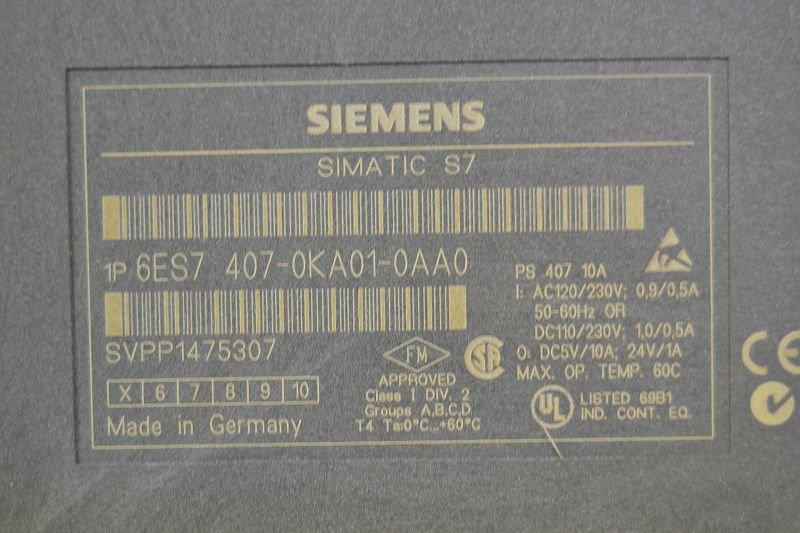 SIEMENS
SIMATIC S7
1P 6ES7 407-0KA01-0AA0
SVPP1475307
X 6 7 8 9 10
Made in Germany
FM
APPROVED
Class I DIV. 2
Groups A,B,C,D
T4 Ta=0°C...+60°C
SA
PS 407 10A
I: AC120/230V; 0,9/0,5A
50-60Hz OR
DC110/230V; 1,0/0,5A
O: DC5V/10A; 24V/1A
MAX. OP. TEMP. 60C
UL
LISTED 69B1
IND. CONT. EQ.
CE